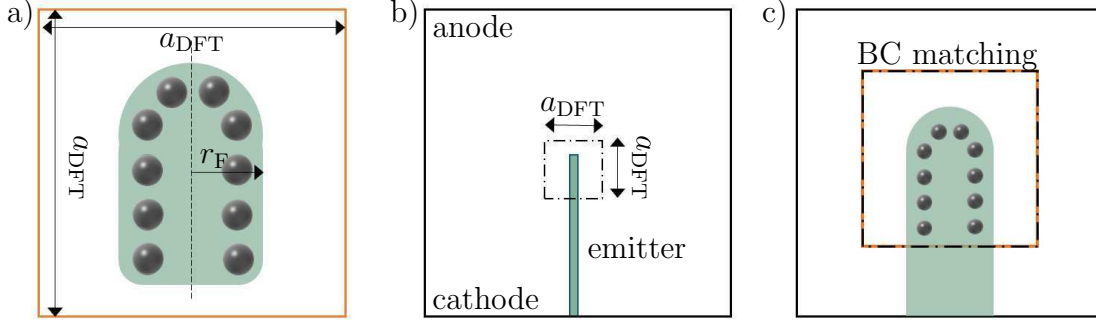 a)
a_DFT
a_DFT
r_F
b)
anode
a_DFT
a_DFT
emitter
cathode
c)
BC matching